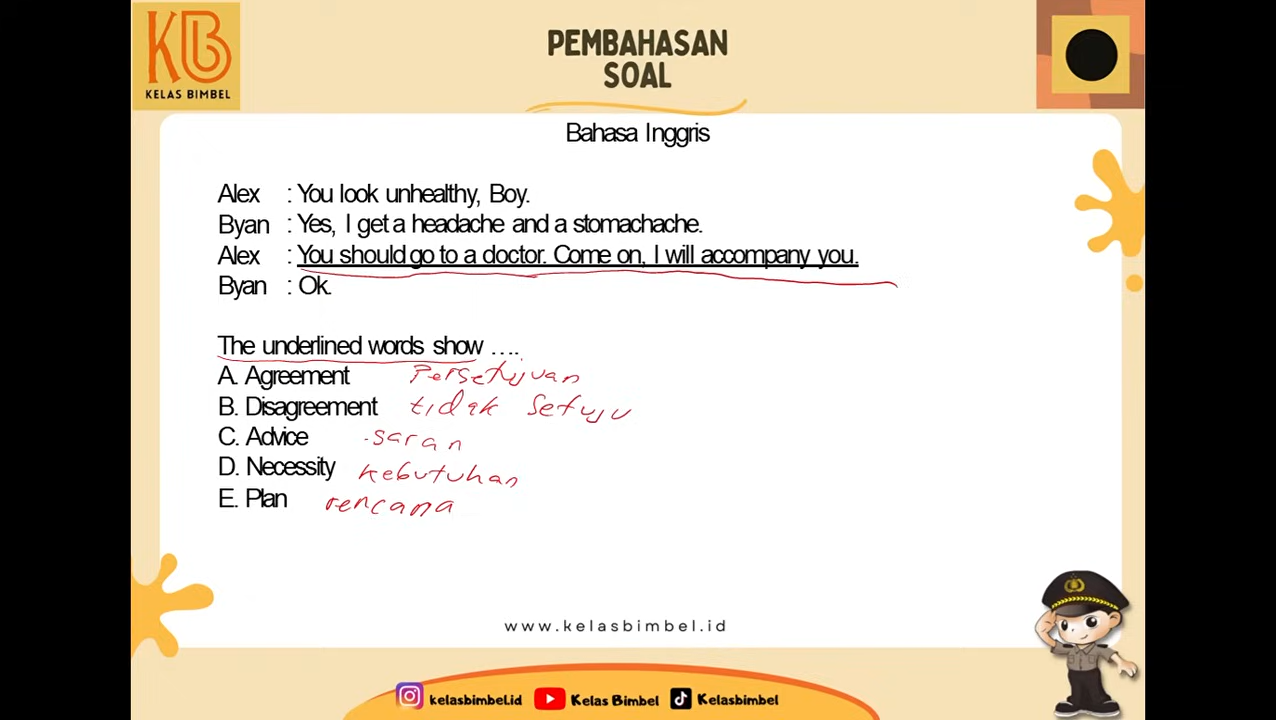 KB
KELAS BIMBEL
PEMBAHASAN
SOAL
Bahasa Inggris
Alex : You look unhealthy, Boy.
Byan : Yes, I get a headache and a stomachache.
Alex : You should go to a doctor. Come on, I will accompany you.
Byan : Ok.
The underlined words show ….
A. Agreement Persetujuan
B. Disagreement tidak Setuju
C. Advice saran
D. Necessity kebutuhan
E. Plan rencana
www.kelasbimbel.id
kelasbimbel.id Kelas Bimbel Kelasbimbel